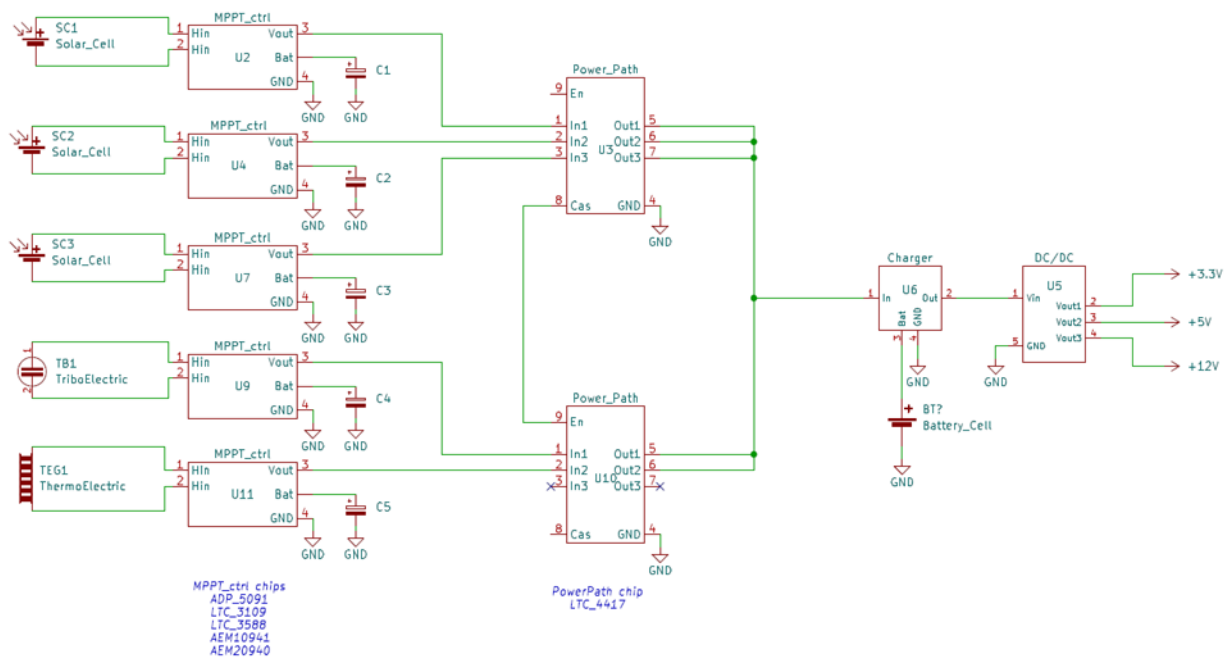 MPPT_ctrl
SC1
Solar_Cell
1 Hin Vout 3
2 Hin
U2 Bat
GND 4
C1
GND GND
MPPT_ctrl
SC2
Solar_Cell
1 Hin Vout 3
2 Hin
U4 Bat
GND 4
C2
GND GND
MPPT_ctrl
SC3
Solar_Cell
1 Hin Vout 3
2 Hin
U7 Bat
GND 4
C3
GND GND
MPPT_ctrl
1
TB1
TriboElectric
2
1 Hin Vout 3
2 Hin
U9 Bat
GND 4
C4
GND GND
MPPT_ctrl
TEG1
ThermoElectric
1 Hin Vout 3
2 Hin
U11 Bat
GND 4
C5
GND GND
Power_Path
9 En
1 In1 Out1 5
2 In2 Out2 6
3 In3 U3 Out3 7
8 Cas GND 4
GND
Power_Path
9 En
1 In1 Out1 5
2 In2 Out2 6
3 In3 U10 Out3 7
8 Cas GND 4
GND
Charger
U6
1 In Out 2
Bat GND
3 4
GND
BT?
Battery_Cell
GND
DC/DC
U5
1 Vin
Vout1 2
Vout2 3
Vout3 4
5 GND
GND
+3.3V
+5V
+12V
MPPT_ctrl chips
ADP_5091
LTC_3109
LTC_3588
AEM10941
AEM20940
PowerPath chip
LTC_4417